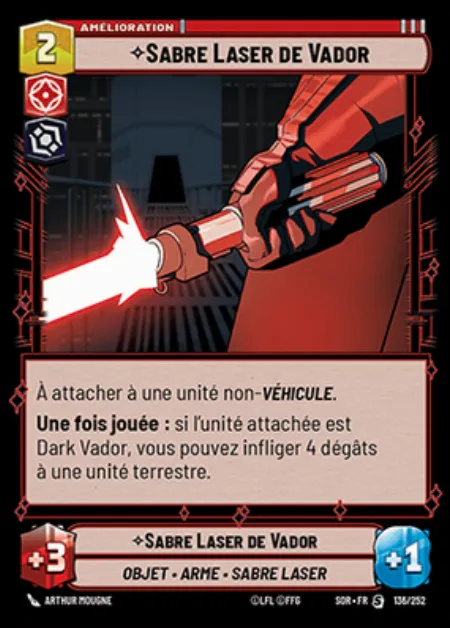 AMÉLIORATION
2
✧SABRE LASER DE VADOR
À attacher à une unité non-VÉHICULE.
Une fois jouée : si l'unité attachée est
Dark Vador, vous pouvez infliger 4 dégâts
à une unité terrestre.
+3
✧SABRE LASER DE VADOR
+1
OBJET • ARME • SABRE LASER
ARTHUR MOUGNE
©LFL ©FFG
SOR • FR
S
136/252